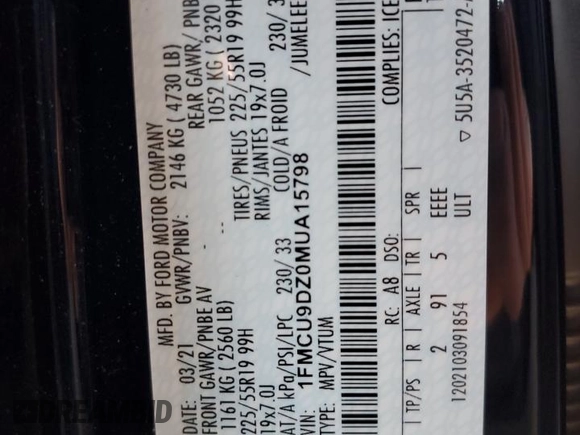 MFD. BY FORD MOTOR COMPANY
DATE: 03/21 GVWR/PNBV: 2146 KG ( 4730 LB)
FRONT GAWR/PNBE AV REAR GAWR/ PNB
1161 KG ( 2560 LB) 1052 KG ( 2320
225/55R19 99H TIRES/PNEUS 225/55R19 99H
19x7.0J RIMS/JANTES 19x7.0J
AT/A kPa/PSI/LPC 230/ 33 COLD/A FROID 230/ 3
VIN: 1FMCU9DZ0MUA15798 /JUMELE
TYPE: MPV/VTUM
RC: A8 DSO: COMPLIES: ICE
TP/PS | R | AXLE | TR | SPR |
2 91 5 EEEE
1202103091854 ULT ▽ 5U5A-3520472-
DREAMBID